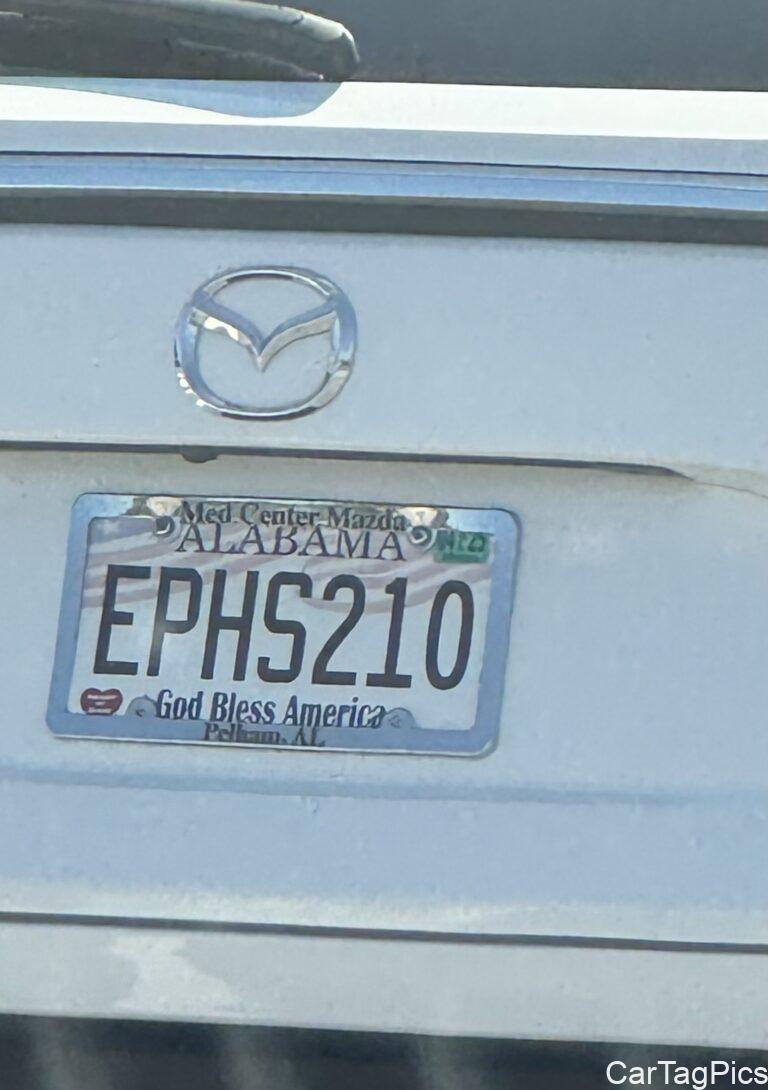 Med Center Mazda
ALABAMA
EPHS210
God Bless America
Pelham, AL
CarTagPics